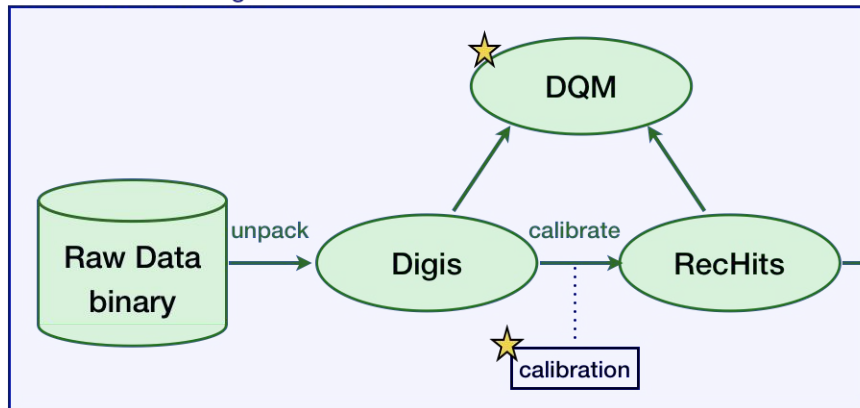 DQM
unpack
calibrate
Raw Data
binary
Digis
RecHits
calibration